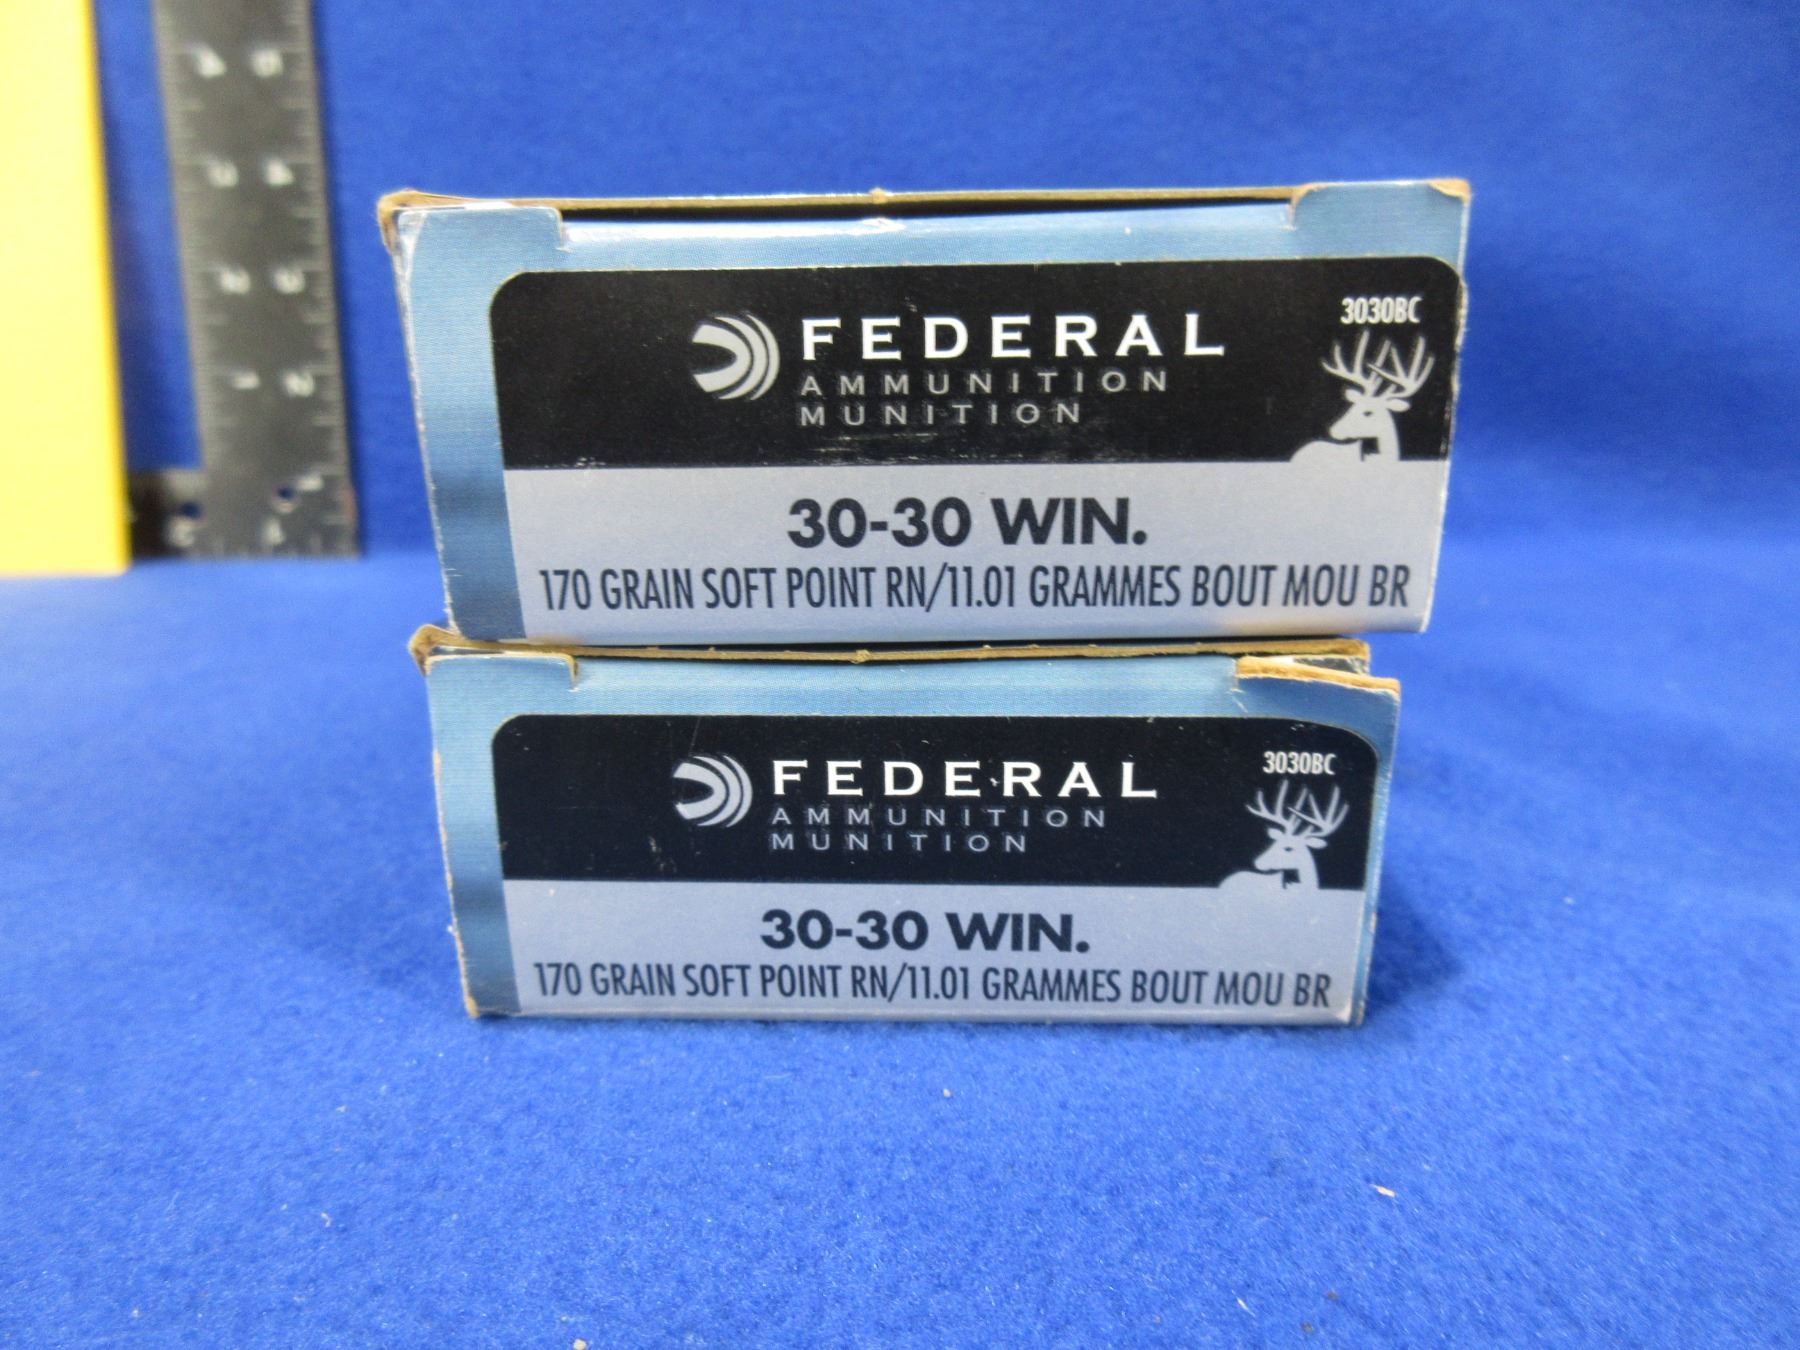 3030BC
FEDERAL
AMMUNITION
MUNITION
30-30 WIN.
170 GRAIN SOFT POINT RN/11.01 GRAMMES BOUT MOU BR
3030BC
FEDERAL
AMMUNITION
MUNITION
30-30 WIN.
170 GRAIN SOFT POINT RN/11.01 GRAMMES BOUT MOU BR